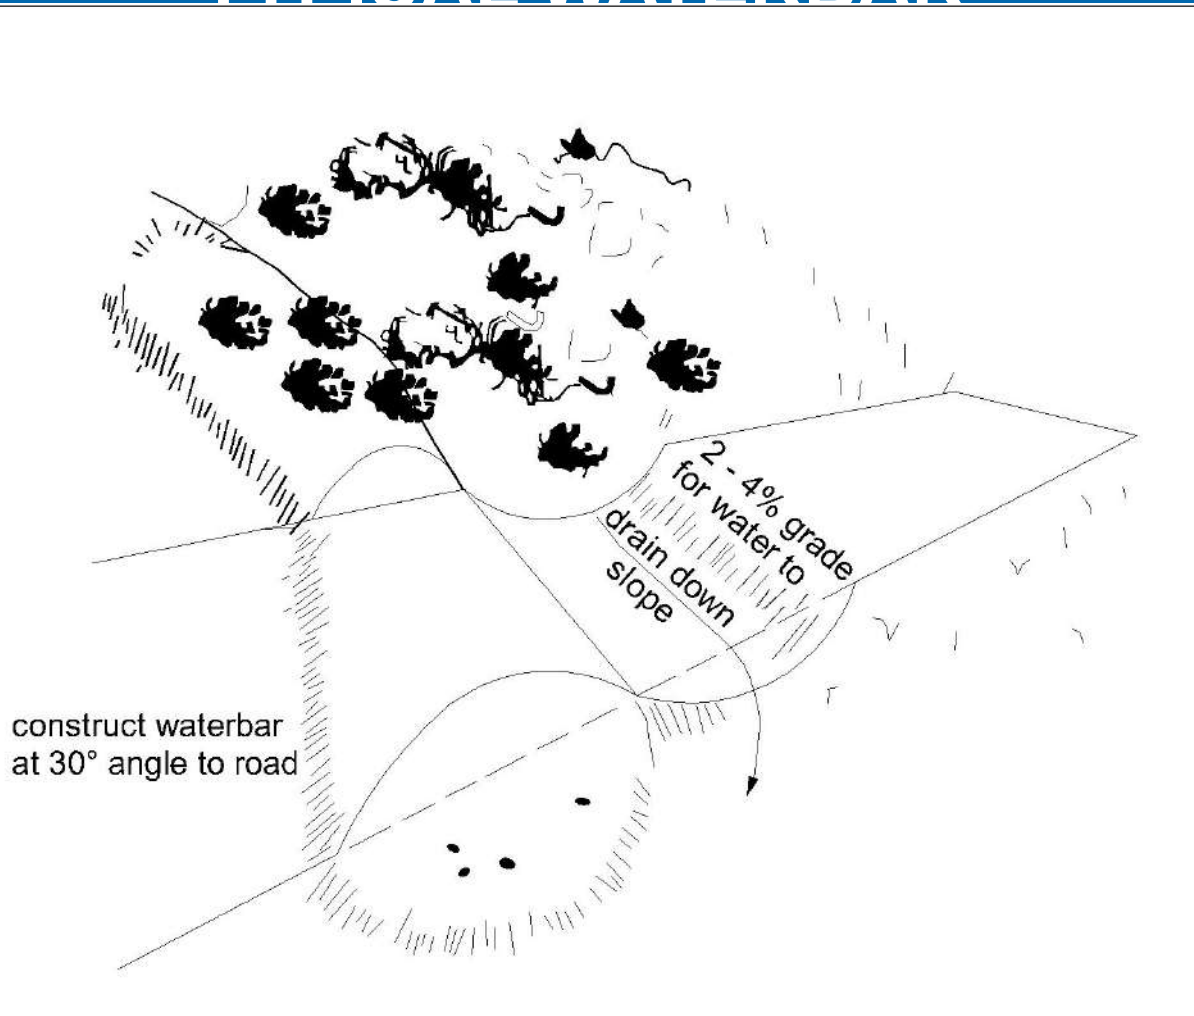 2 - 4% grade
for water to
drain down
slope
construct waterbar
at 30° angle to road